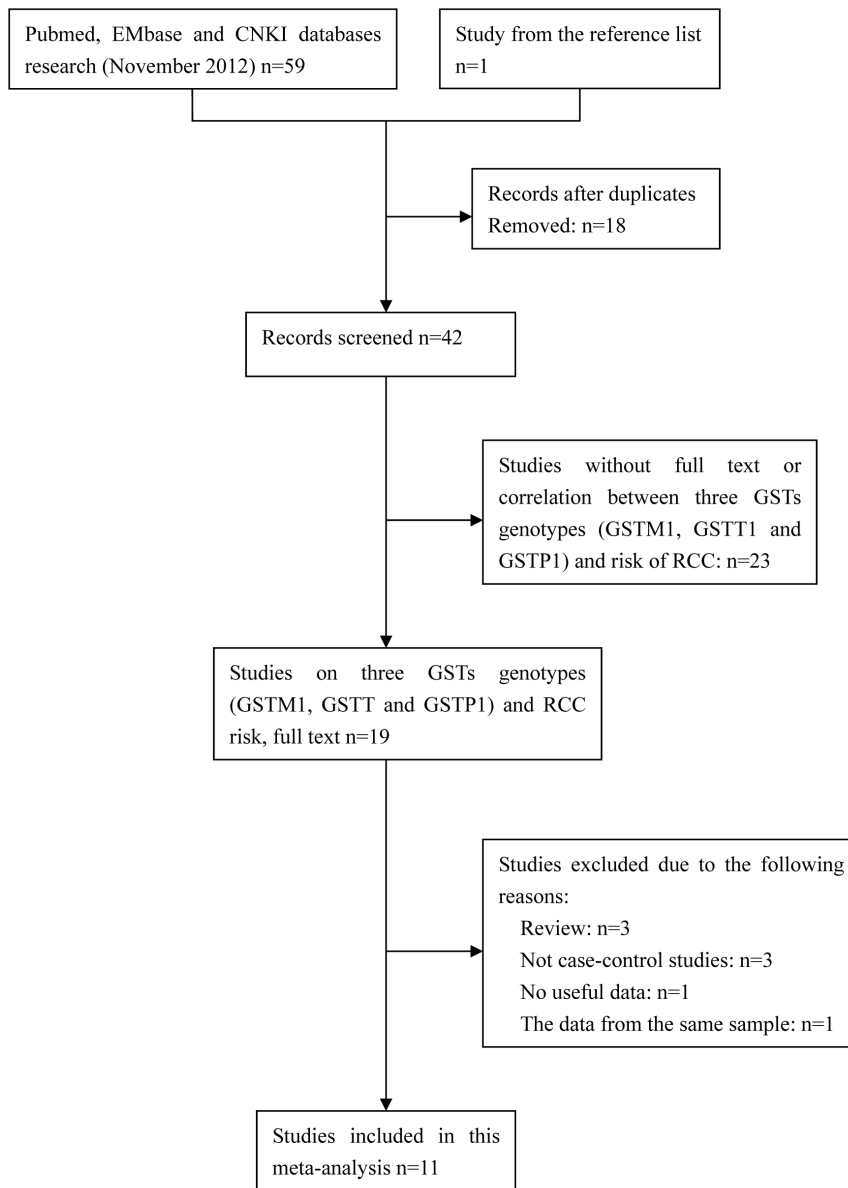 Pubmed, EMbase and CNKI databases
research (November 2012) n=59
Study from the reference list
n=1
Records after duplicates
Removed: n=18
Records screened n=42
Studies without full text or
correlation between three GSTs
genotypes (GSTM1, GSTT1 and
GSTP1) and risk of RCC: n=23
Studies on three GSTs genotypes
(GSTM1, GSTT and GSTP1) and RCC
risk, full text n=19
Studies excluded due to the following
reasons:
Review: n=3
Not case-control studies: n=3
No useful data: n=1
The data from the same sample: n=1
Studies included in this
meta-analysis n=11